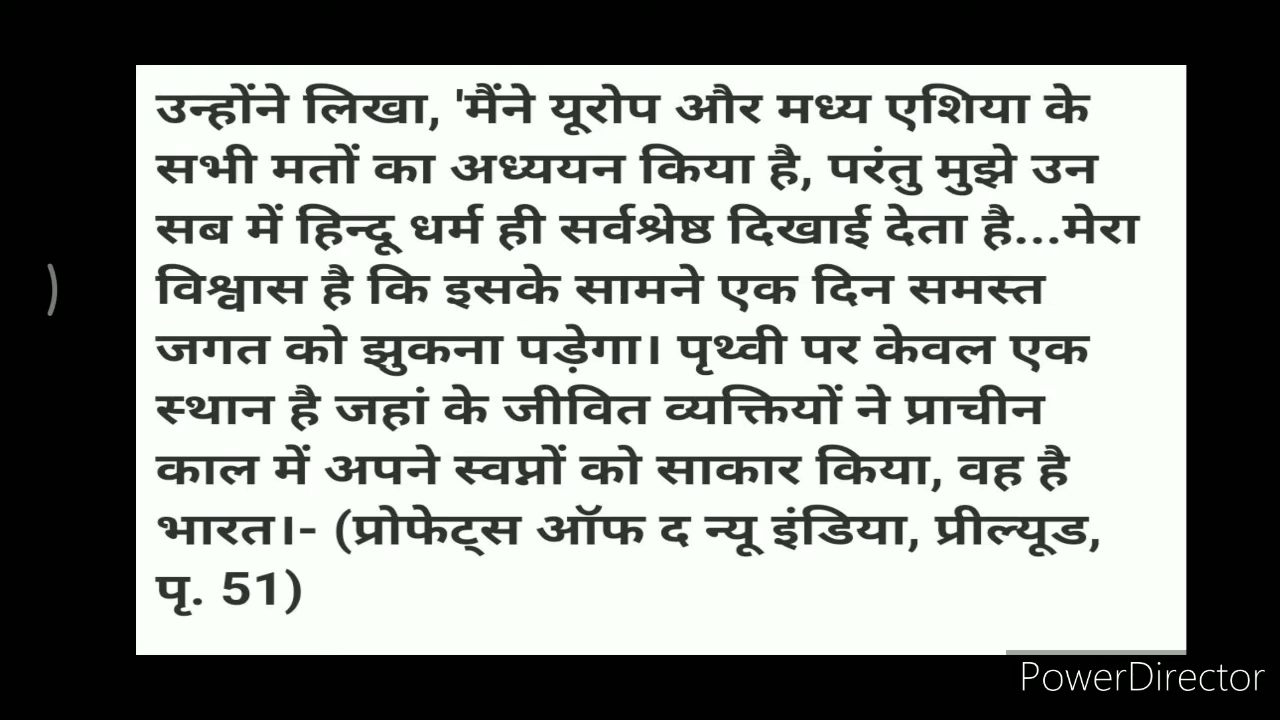 उन्होंने लिखा, 'मैंने यूरोप और मध्य एशिया के
सभी मतों का अध्ययन किया है, परंतु मुझे उन
सब में हिन्दू धर्म ही सर्वश्रेष्ठ दिखाई देता है...मेरा
विश्वास है कि इसके सामने एक दिन समस्त
जगत को झुकना पड़ेगा। पृथ्वी पर केवल एक
स्थान है जहां के जीवित व्यक्तियों ने प्राचीन
काल में अपने स्वप्नों को साकार किया, वह है
भारत।- (प्रोफेट्स ऑफ द न्यू इंडिया, प्रील्यूड,
पृ. 51)
PowerDirector